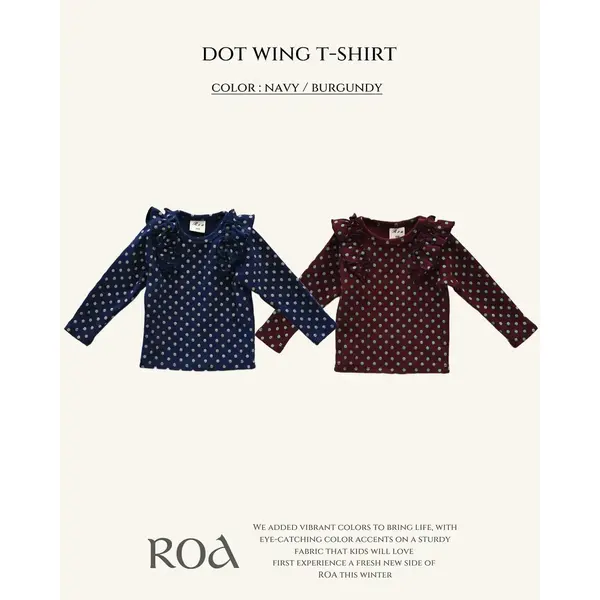 DOT WING T-SHIRT
COLOR : NAVY / BURGUNDY
ROA
WE ADDED VIBRANT COLORS TO BRING LIFE, WITH
EYE-CATCHING COLOR ACCENTS ON A STURDY
FABRIC THAT KIDS WILL LOVE
FIRST EXPERIENCE A FRESH NEW SIDE OF
ROA THIS WINTER